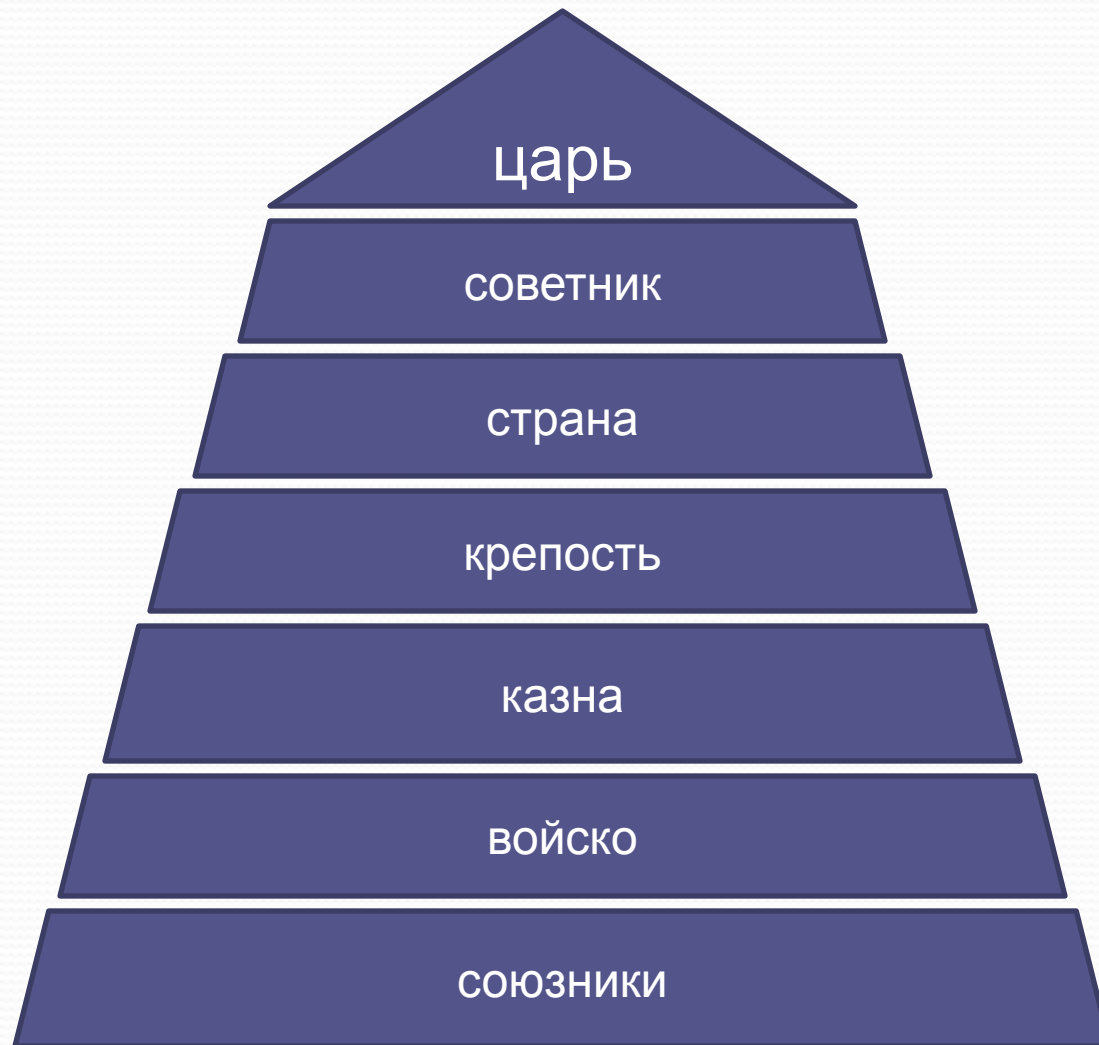 царь
советник
страна
крепость
казна
войско
союзники